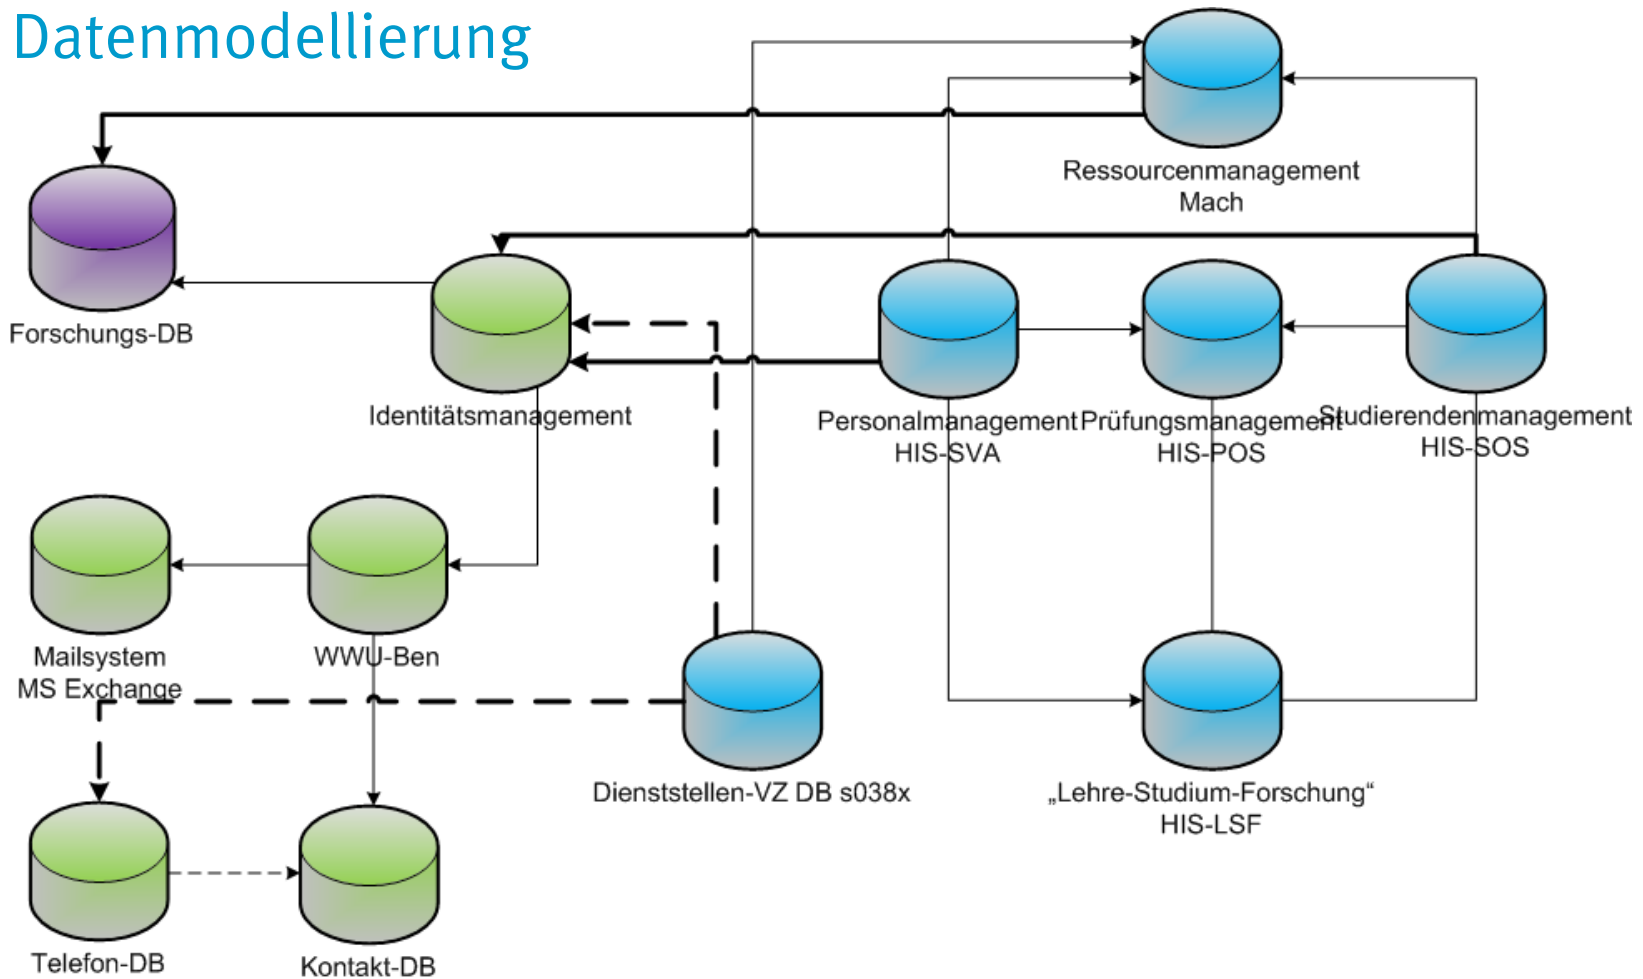 Datenmodellierung
Ressourcenmanagement
Mach
Forschungs-DB
Identitätsmanagement
Personalmanagement
HIS-SVA
Prüfungsmanagement
HIS-POS
Studierendenmanagement
HIS-SOS
Mailsystem
MS Exchange
WWU-Ben
Dienststellen-VZ DB s038x
„Lehre-Studium-Forschung“
HIS-LSF
Telefon-DB
Kontakt-DB